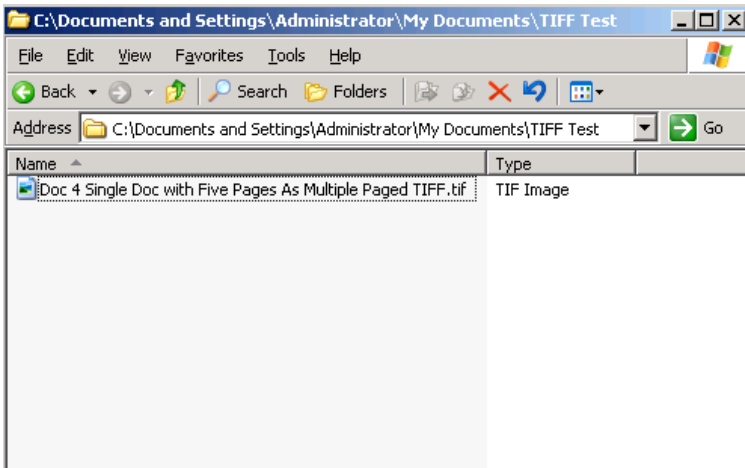 C:\Documents and Settings\Administrator\My Documents\TIFF Test
File Edit View Favorites Tools Help
Back Search Folders
Address C:\Documents and Settings\Administrator\My Documents\TIFF Test Go
Name Type
Doc 4 Single Doc with Five Pages As Multiple Paged TIFF.tif TIF Image